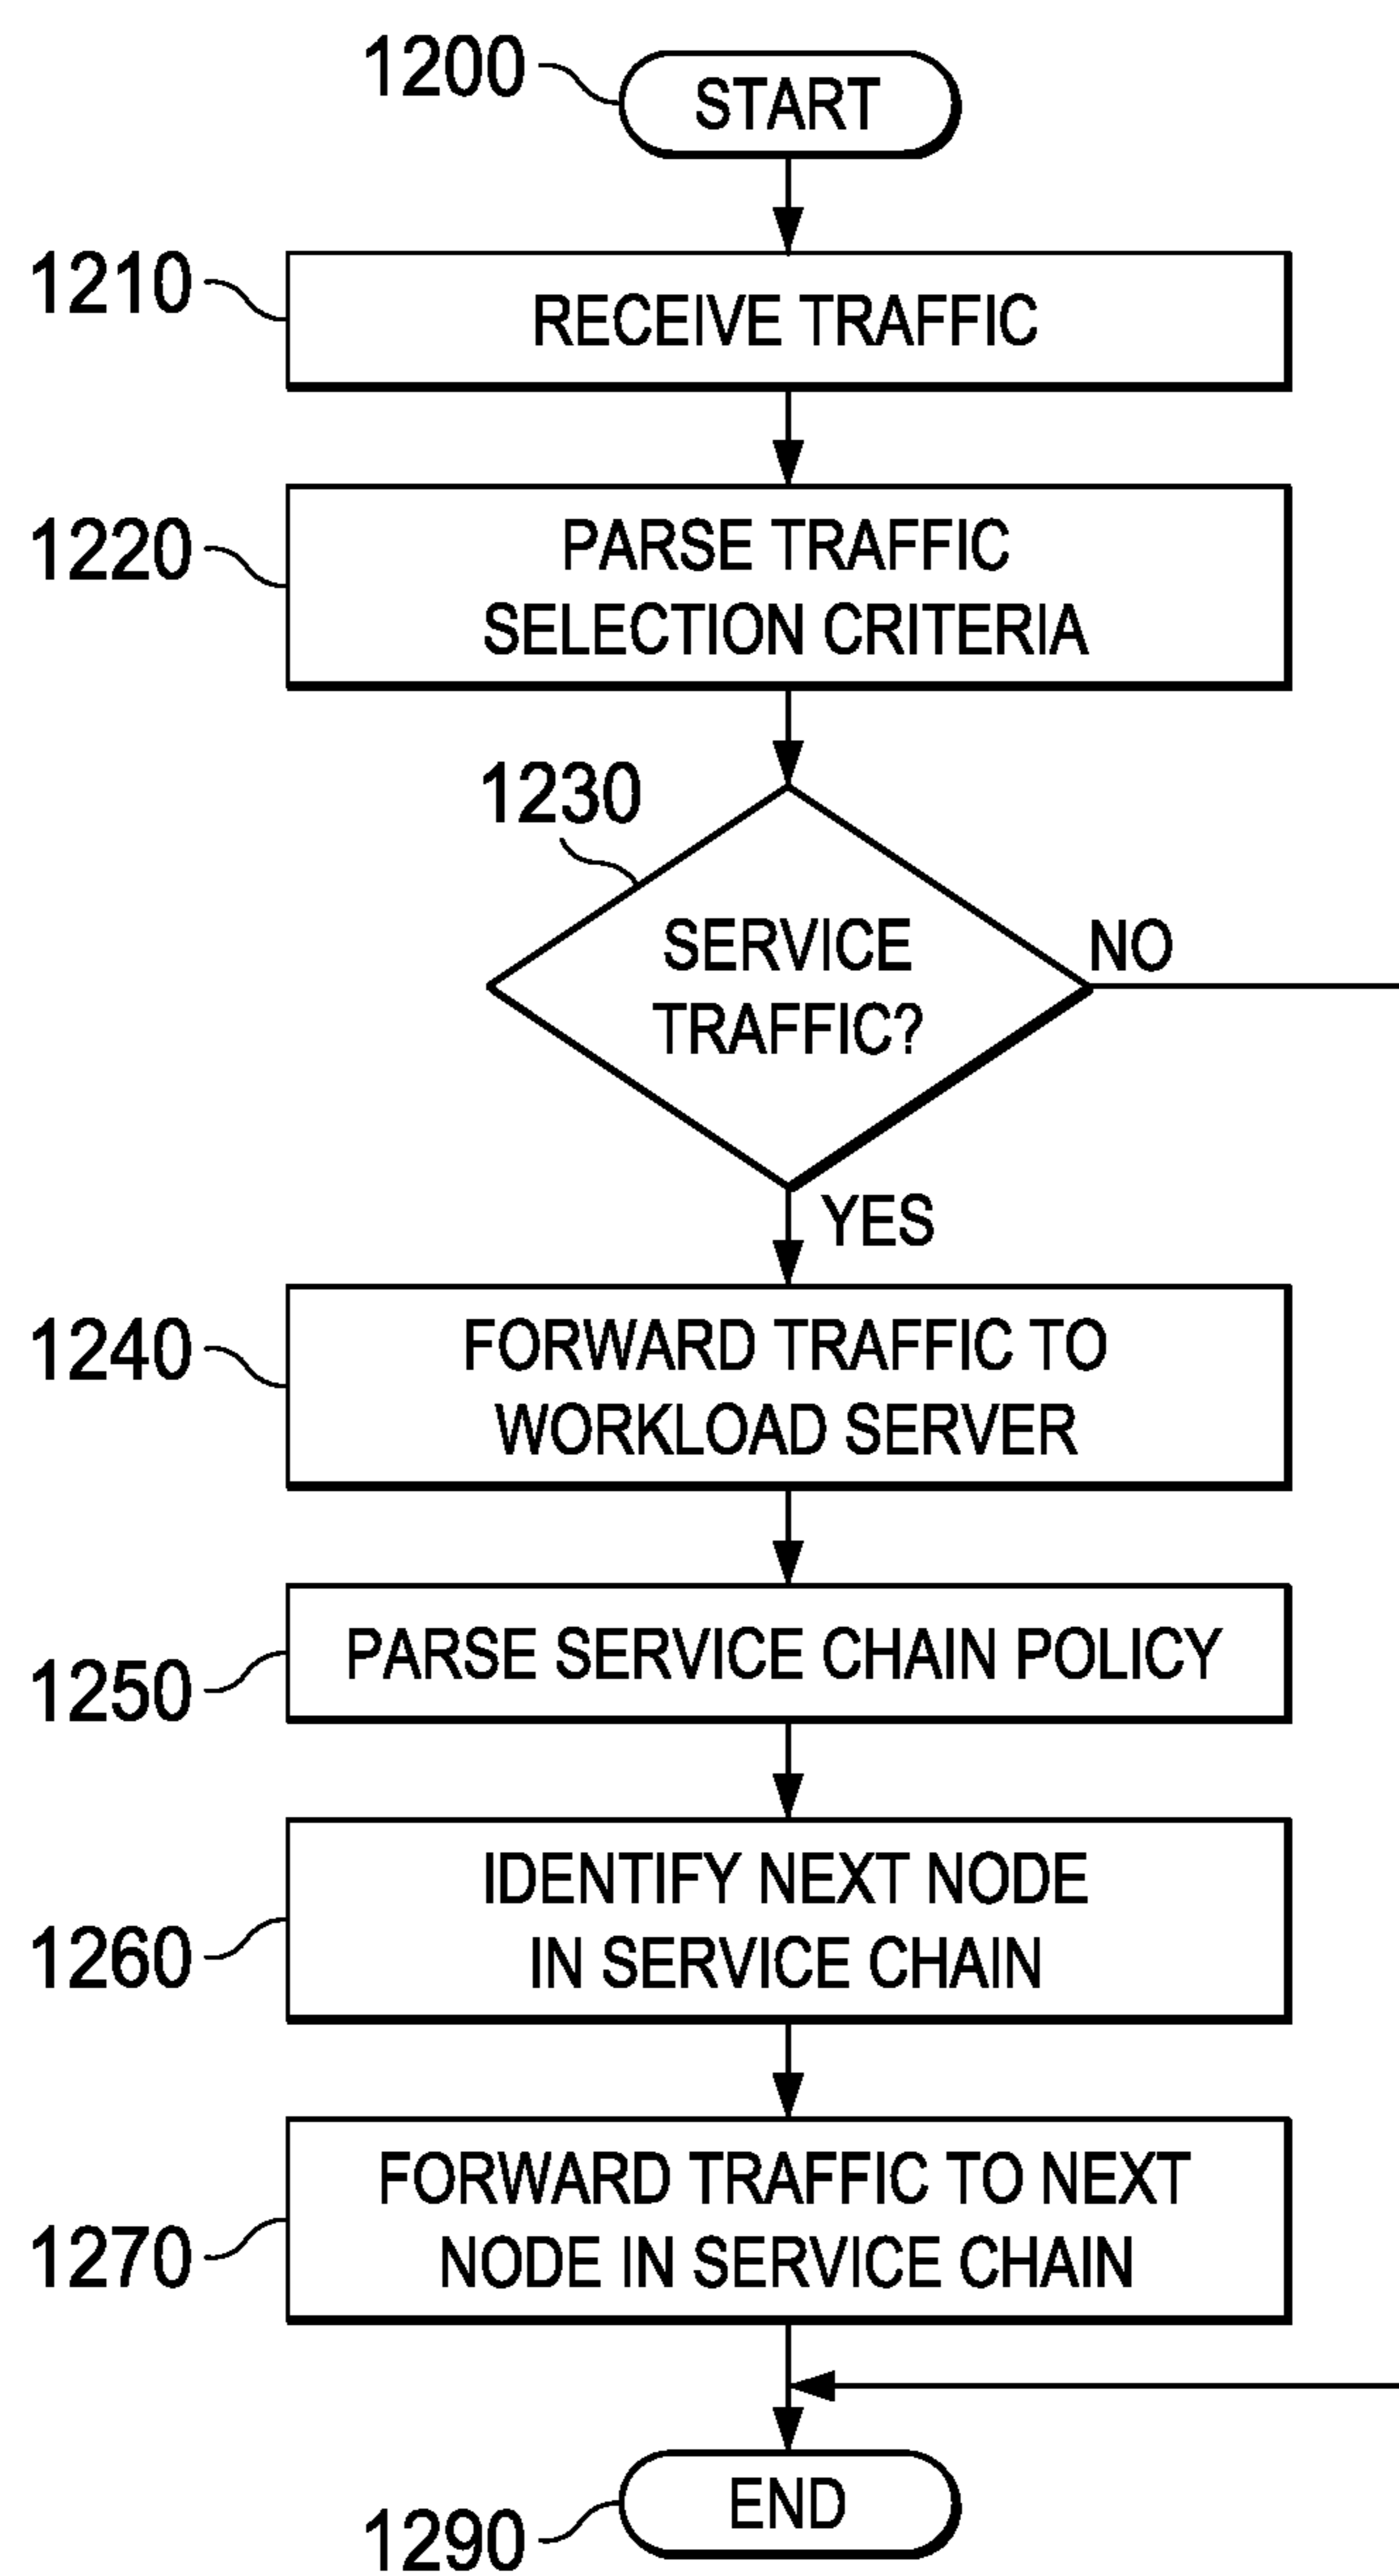 1200
START
1210
RECEIVE TRAFFIC
1220
PARSE TRAFFIC
SELECTION CRITERIA
1230
SERVICE
TRAFFIC?
NO
YES
1240
FORWARD TRAFFIC TO
WORKLOAD SERVER
1250
PARSE SERVICE CHAIN POLICY
1260
IDENTIFY NEXT NODE
IN SERVICE CHAIN
1270
FORWARD TRAFFIC TO NEXT
NODE IN SERVICE CHAIN
1290
END